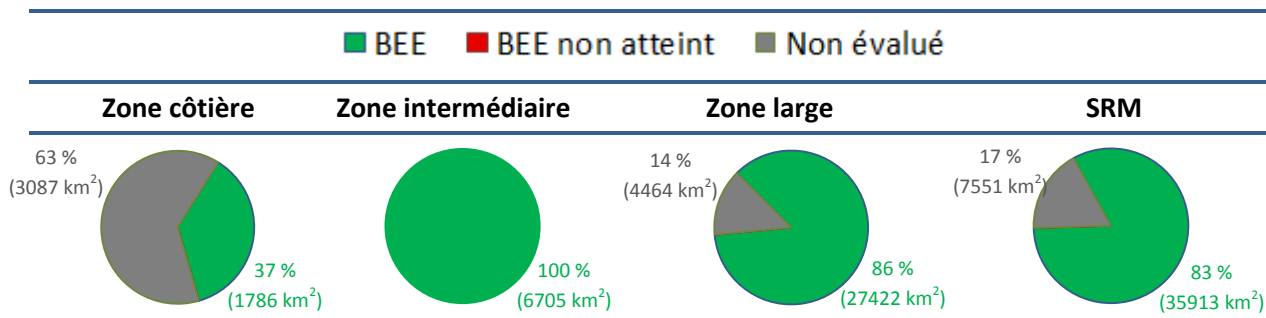 BEE BEE non atteint Non évalué
Zone côtière Zone intermédiaire Zone large SRM
63 %
(3087 km²)
37 %
(1786 km²)
100 %
(6705 km²)
14 %
(4464 km²)
86 %
(27422 km²)
17 %
(7551 km²)
83 %
(35913 km²)